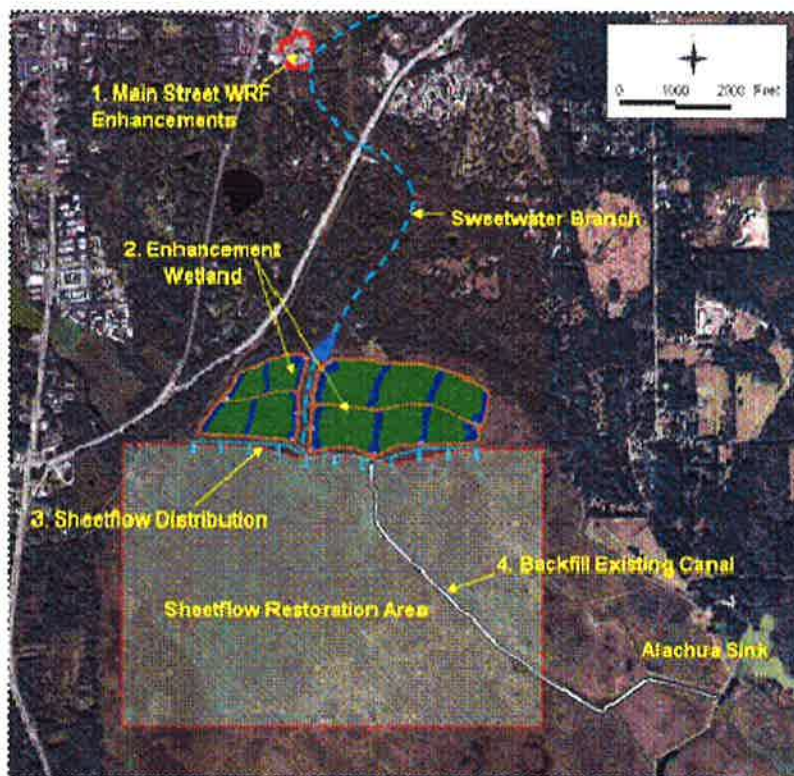 1. Main Street WRF
Enhancements
0 1000 2000 Feet
Sweetwater Branch
2. Enhancement
Wetland
3. Sheetflow Distribution
4. Backfill Existing Canal
Sheetflow Restoration Area
Alachua Sink